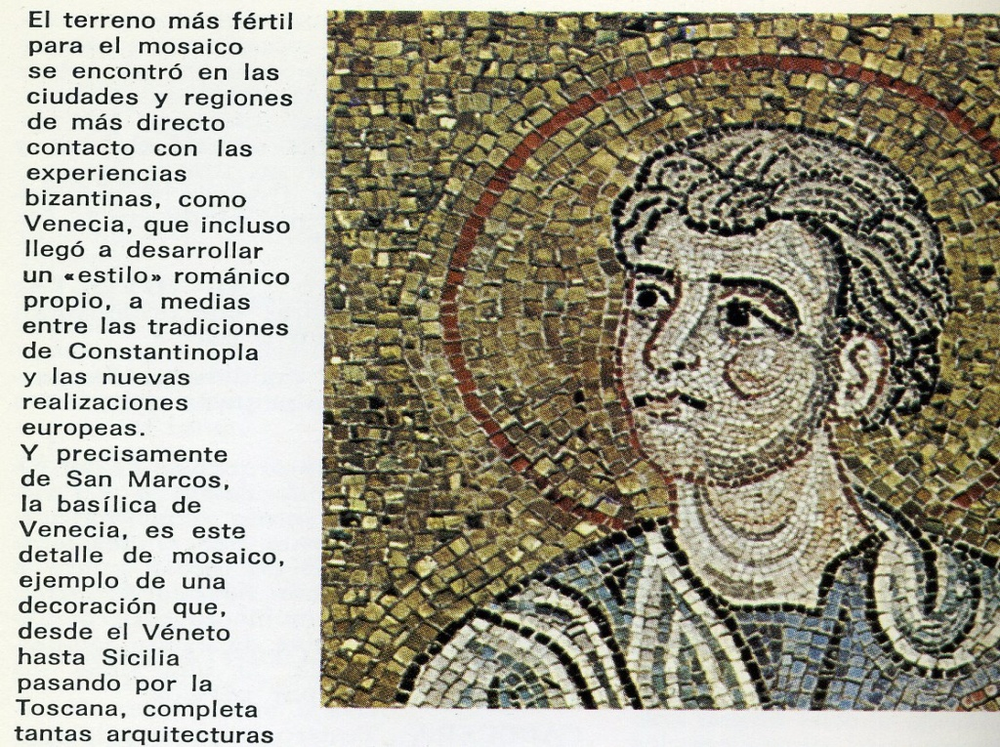 El terreno más fértil
para el mosaico
se encontró en las
ciudades y regiones
de más directo
contacto con las
experiencias
bizantinas, como
Venecia, que incluso
llegó a desarrollar
un «estilo» románico
propio, a medias
entre las tradiciones
de Constantinopla
y las nuevas
realizaciones
europeas.
Y precisamente
de San Marcos,
la basílica de
Venecia, es este
detalle de mosaico,
ejemplo de una
decoración que,
desde el Véneto
hasta Sicilia
pasando por la
Toscana, completa
tantas arquitecturas